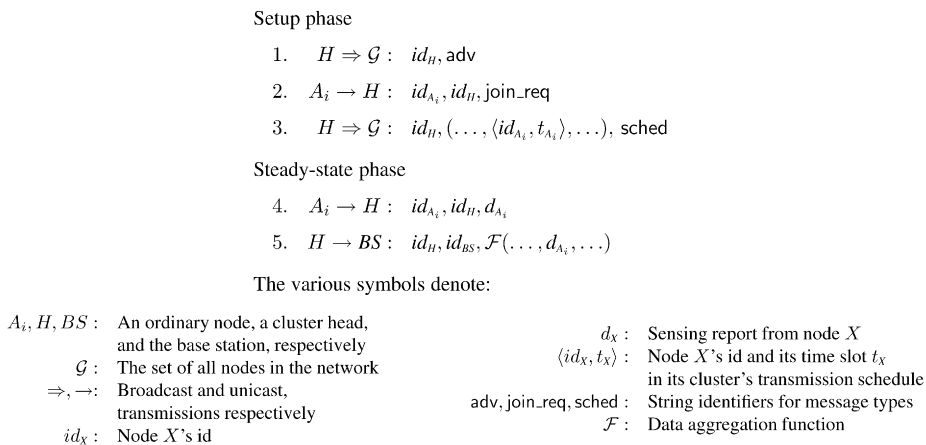 Setup phase
1. H ⇒ 𝒢 : id_H, adv
2. A_i → H : id_{A_i}, id_H, join_req
3. H ⇒ 𝒢 : id_H, (…, ⟨id_{A_i}, t_{A_i}⟩, …), sched
Steady-state phase
4. A_i → H : id_{A_i}, id_H, d_{A_i}
5. H → BS : id_H, id_{BS}, ℱ(…, d_{A_i}, …)
The various symbols denote:
A_i, H, BS : An ordinary node, a cluster head,
and the base station, respectively
𝒢 : The set of all nodes in the network
⇒, →: Broadcast and unicast,
transmissions respectively
id_X : Node X's id
d_X : Sensing report from node X
⟨id_X, t_X⟩ : Node X's id and its time slot t_X
in its cluster's transmission schedule
adv, join_req, sched : String identifiers for message types
ℱ : Data aggregation function